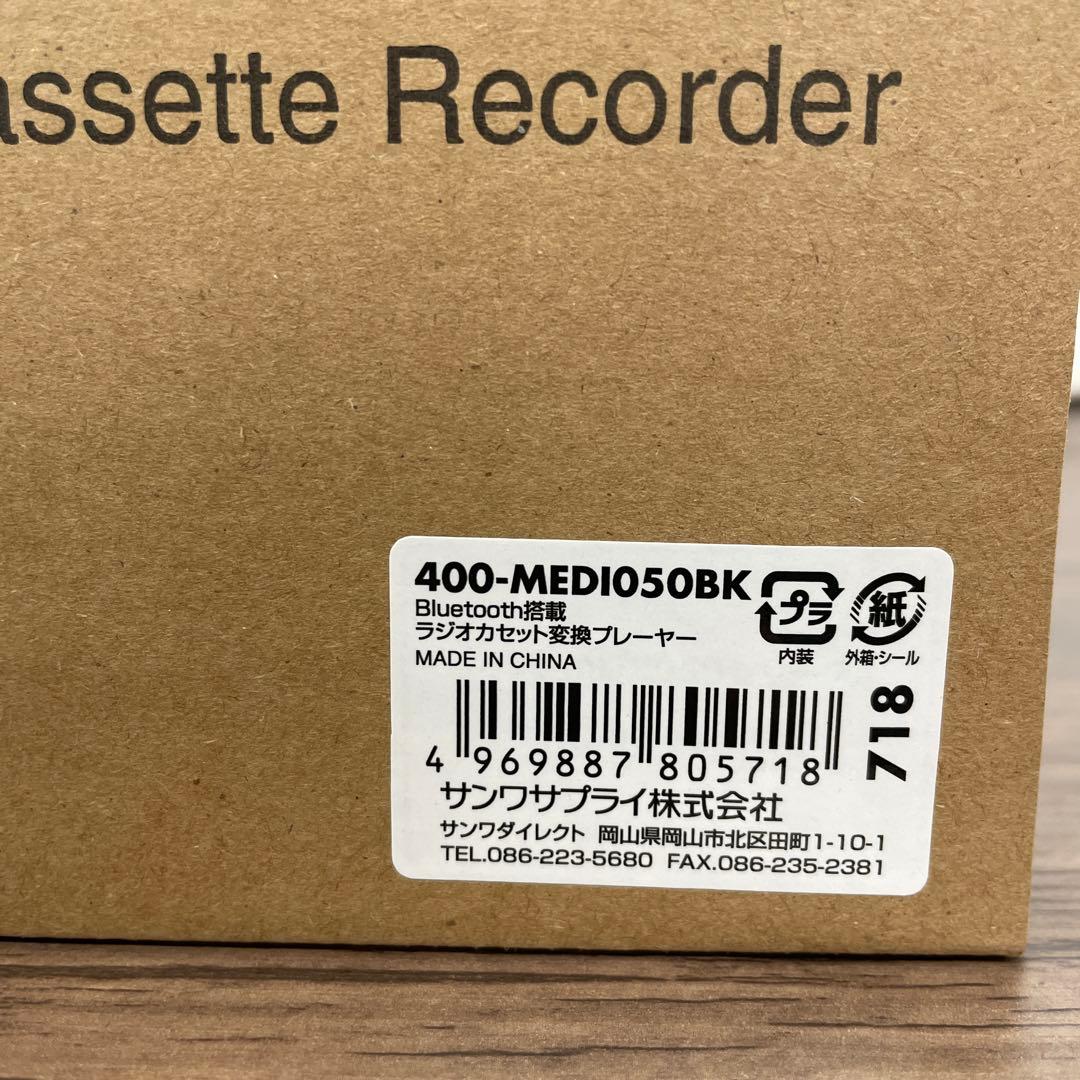 assette Recorder
400-MEDI050BK
Bluetooth搭載
ラジオカセット変換プレーヤー
MADE IN CHINA
プラ
内装
紙
外箱・シール
718
4 969887 805718
サンワサプライ株式会社
サンワダイレクト 岡山県岡山市北区田町1-10-1
TEL.086-223-5680 FAX.086-235-2381